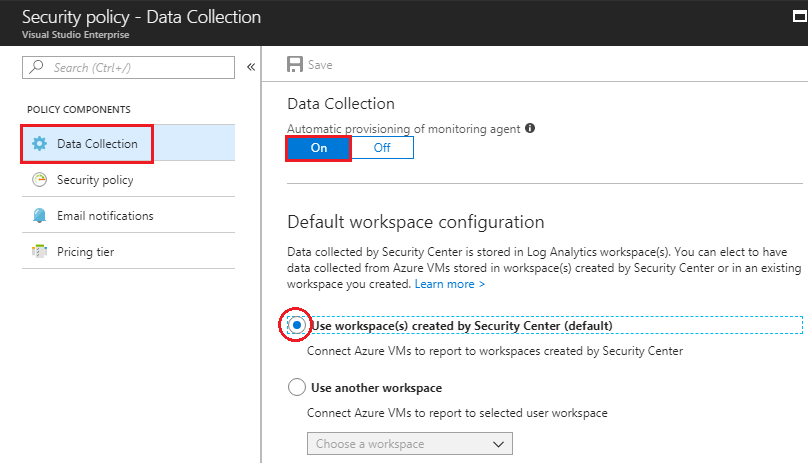 Security policy - Data Collection
Visual Studio Enterprise
Search (Ctrl+/)
«
POLICY COMPONENTS
Data Collection
Security policy
Email notifications
Pricing tier
Save
Data Collection
Automatic provisioning of monitoring agent
On Off
Default workspace configuration
Data collected by Security Center is stored in Log Analytics workspace(s). You can elect to have
data collected from Azure VMs stored in workspace(s) created by Security Center or in an existing
workspace you created. Learn more >
Use workspace(s) created by Security Center (default)
Connect Azure VMs to report to workspaces created by Security Center
Use another workspace
Connect Azure VMs to report to selected user workspace
Choose a workspace